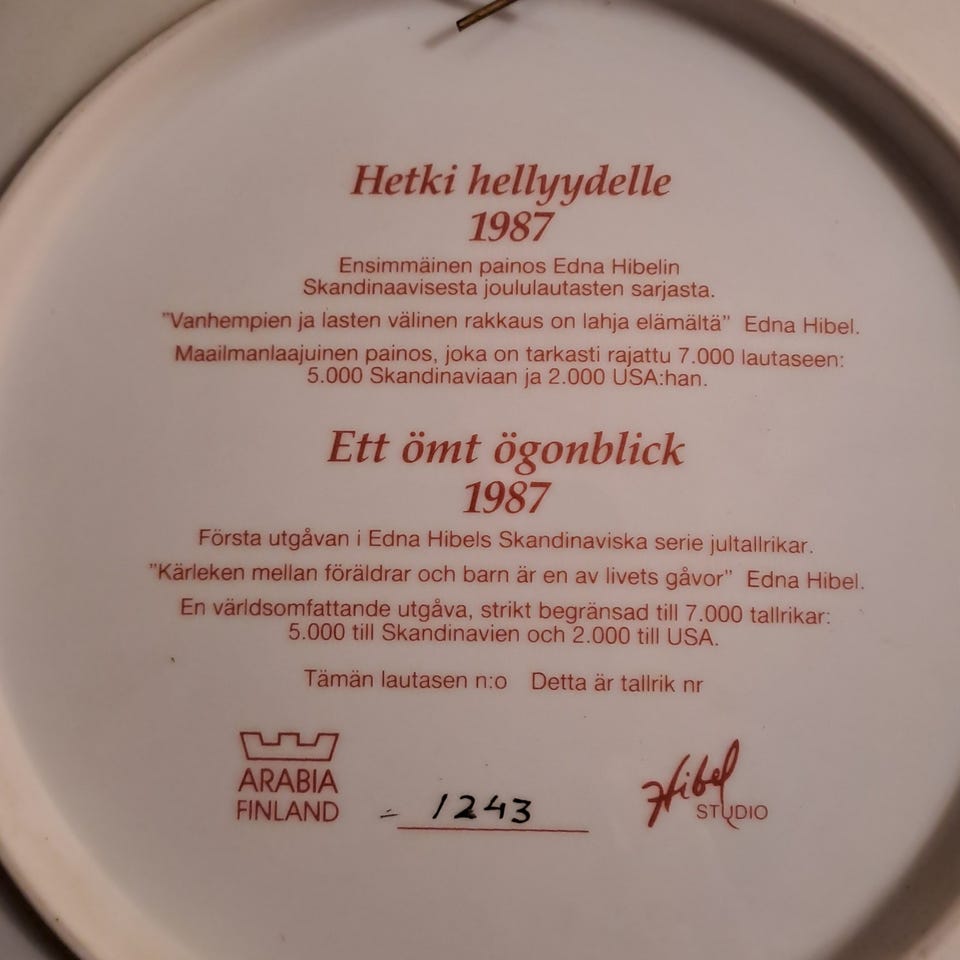 Hetki hellyydelle
1987
Ensimmäinen painos Edna Hibelin
Skandinaavisesta joululautasten sarjasta.
"Vanhempien ja lasten välinen rakkaus on lahja elämältä" Edna Hibel.
Maailmanlaajuinen painos, joka on tarkasti rajattu 7.000 lautaseen:
5.000 Skandinaviaan ja 2.000 USA:han.
Ett ömt ögonblick
1987
Första utgåvan i Edna Hibels Skandinaviska serie jultallrikar.
"Kärleken mellan föräldrar och barn är en av livets gåvor" Edna Hibel.
En världsomfattande utgåva, strikt begränsad till 7.000 tallrikar:
5.000 till Skandinavien och 2.000 till USA.
Tämän lautasen n:o Detta är tallrik nr
ARABIA
FINLAND
1243
Hibel
STUDIO